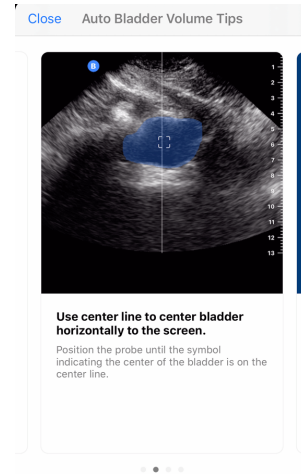 Close Auto Bladder Volume Tips
B
1
2
3
4
5
6
7
8
9
10
11
12
13
Use center line to center bladder
horizontally to the screen.
Position the probe until the symbol
indicating the center of the bladder is on the
center line.